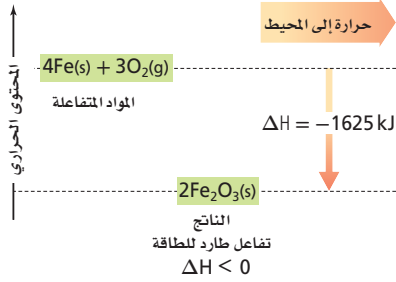 حرارة إلى المحيط
4Fe(s) + 3O₂(g)
المواد المتفاعلة
المحتوى الحراري
ΔH = −1625 kJ
2Fe₂O₃(s)
الناتج
تفاعل طارد للطاقة
ΔH < 0